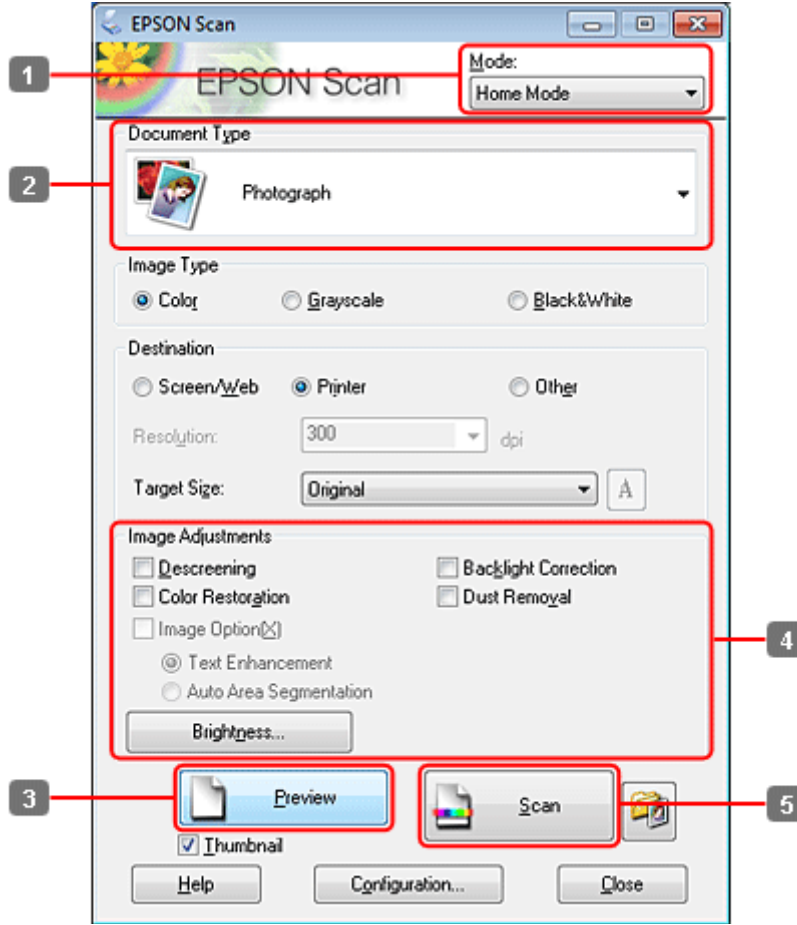 EPSON Scan
EPSON Scan
Mode:
1
Home Mode
Document Type
2
Photograph
Image Type
Color Grayscale Black&White
Destination
Screen/Web Printer Other
Resolution: 300 dpi
Target Size: Original A
Image Adjustments
Descreening Backlight Correction
Color Restoration Dust Removal
Image Option(X)
4
Text Enhancement
Auto Area Segmentation
Brightness...
3 Preview Scan 5
Thumbnail
Help Configuration... Close